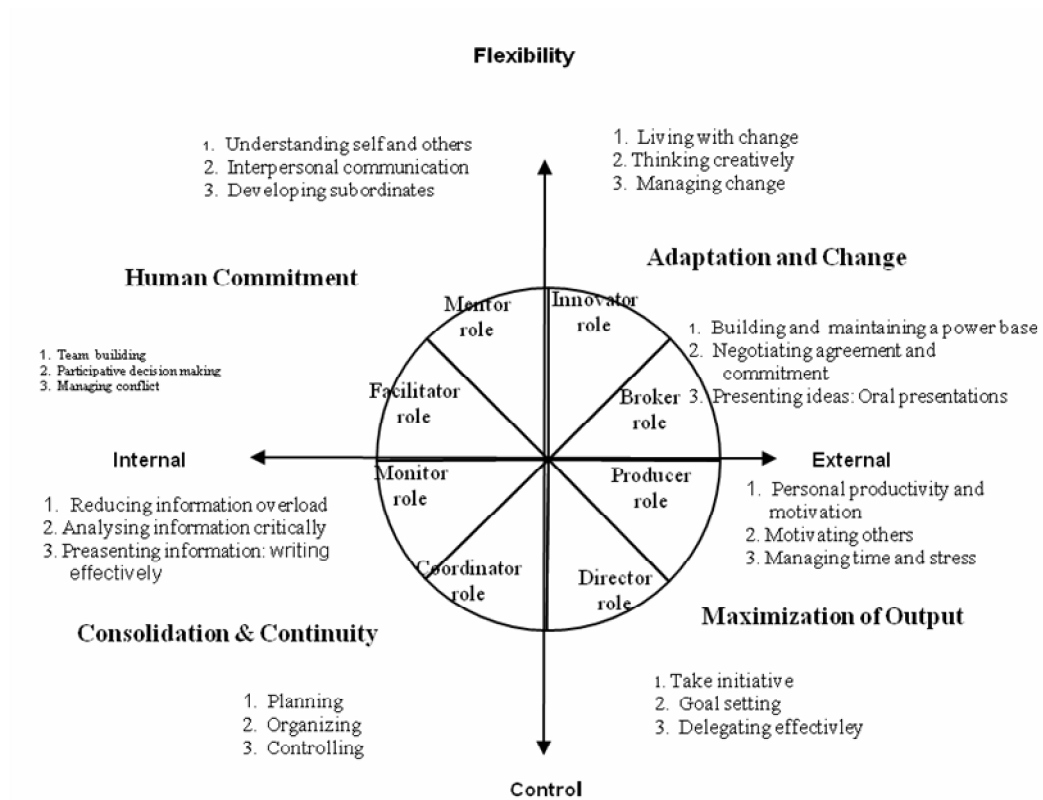 Flexibility
1. Understanding self and others
2. Interpersonal communication
3. Developing subordinates
1. Living with change
2. Thinking creatively
3. Managing change
Human Commitment
Adaptation and Change
Mentor
role
Innovator
role
1. Team builiding
2. Participative decision making
3. Managing conflict
1. Building and maintaining a power base
2. Negotiating agreement and
commitment
3. Presenting ideas: Oral presentations
Facilitator
role
Broker
role
Internal
External
Monitor
role
Producer
role
1. Reducing information overload
2. Analysing information critically
3. Preasenting information: writing
effectively
1. Personal productivity and
motivation
2. Motivating others
3. Managing time and stress
Coordinator
role
Director
role
Consolidation & Continuity
Maximization of Output
1. Planning
2. Organizing
3. Controlling
1. Take initiative
2. Goal setting
3. Delegating effectivley
Control